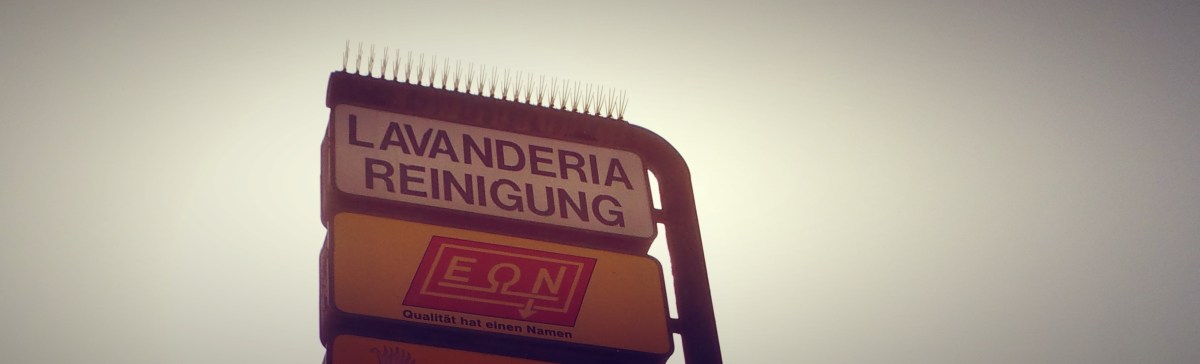 LAVANDERIA
REINIGUNG
EΩN
Qualität hat einen Namen